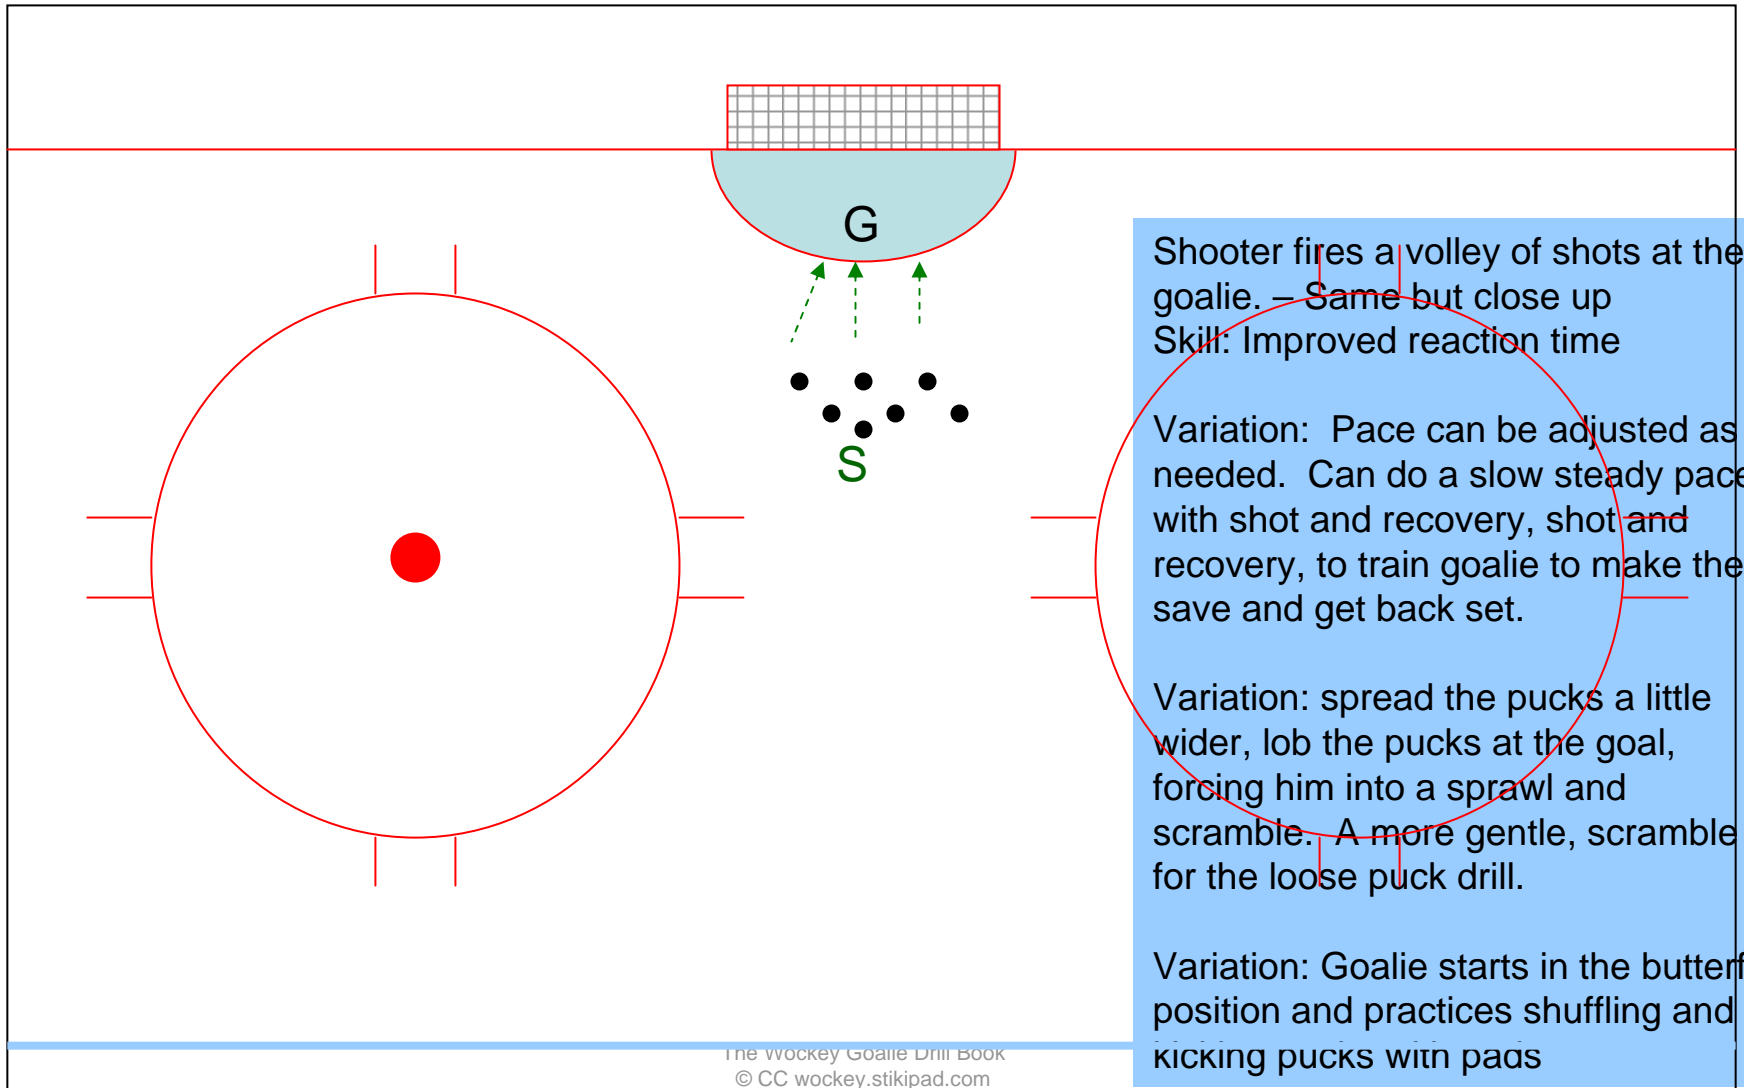 G
S
Shooter fires a volley of shots at the
goalie. – Same but close up
Skill: Improved reaction time
Variation:  Pace can be adjusted as
needed.  Can do a slow steady pace
with shot and recovery, shot and
recovery, to train goalie to make the
save and get back set.
Variation: spread the pucks a little
wider, lob the pucks at the goal,
forcing him into a sprawl and
scramble.  A more gentle, scramble
for the loose puck drill.
Variation: Goalie starts in the butterf
position and practices shuffling and
kicking pucks with pads
The Wockey Goalie Drill Book
© CC wockey.stikipad.com